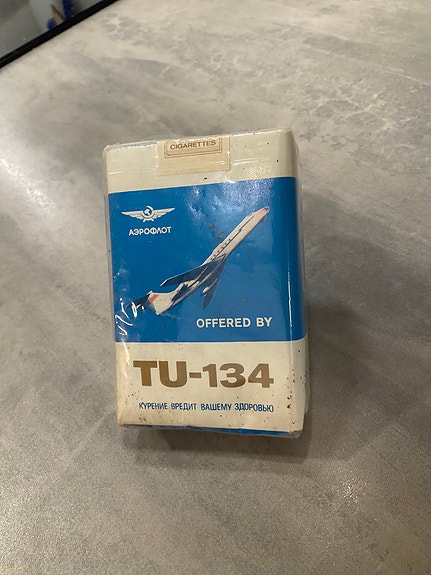 CIGARETTES
АЭРОФЛОТ
OFFERED BY
TU-134
КУРЕНИЕ ВРЕДИТ ВАШЕМУ ЗДОРОВЬЮ